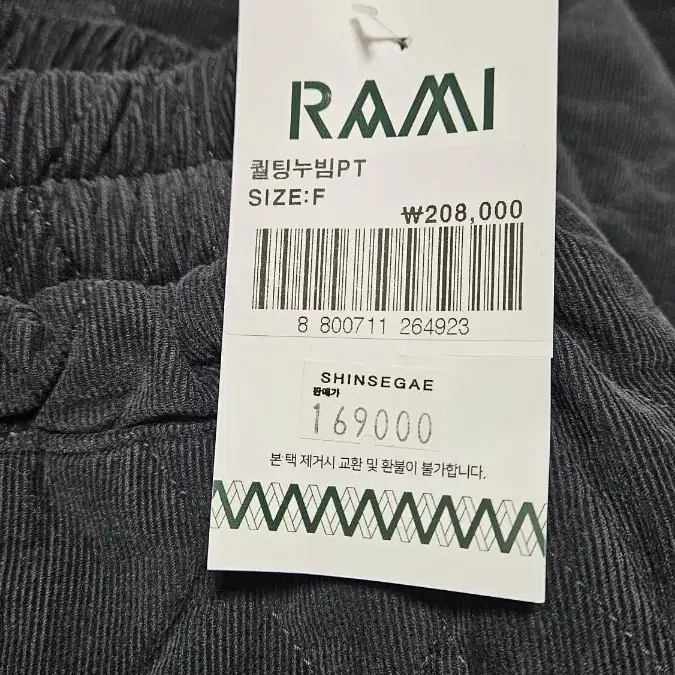 RAMI
퀼팅누빔PT
SIZE:F
₩208,000
8 800711 264923
SHINSEGAE
판매가
169000
본 택 제거시 교환 및 환불이 불가합니다.